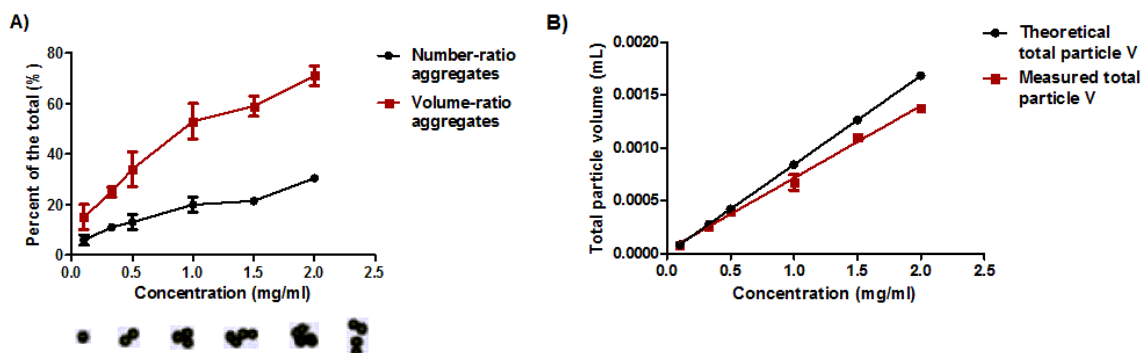 A)
Percent of the total (%)
80
60
40
20
0
0.0 0.5 1.0 1.5 2.0 2.5
Concentration (mg/ml)
Number-ratio
aggregates
Volume-ratio
aggregates
B)
Total particle volume (mL)
0.0020
0.0015
0.0010
0.0005
0.0000
0.0 0.5 1.0 1.5 2.0 2.5
Concentration (mg/ml)
Theoretical
total particle V
Measured total
particle V